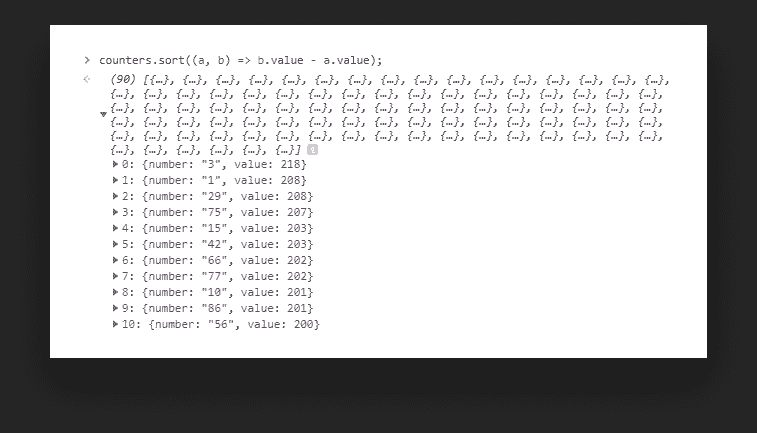 > counters.sort((a, b) => b.value - a.value);
(90) [{…}, {…}, {…}, {…}, {…}, {…}, {…}, {…}, {…}, {…}, {…}, {…}, {…}, {…}, {…}, {…},
{…}, {…}, {…}, {…}, {…}, {…}, {…}, {…}, {…}, {…}, {…}, {…}, {…}, {…}, {…}, {…}, {…},
{…}, {…}, {…}, {…}, {…}, {…}, {…}, {…}, {…}, {…}, {…}, {…}, {…}, {…}, {…}, {…}, {…},
{…}, {…}, {…}, {…}, {…}, {…}, {…}, {…}, {…}, {…}, {…}, {…}, {…}, {…}, {…}, {…}, {…},
{…}, {…}, {…}, {…}, {…}, {…}, {…}, {…}, {…}, {…}, {…}, {…}, {…}, {…}, {…}, {…}, {…},
{…}, {…}, {…}, {…}, {…}, {…}]
0: {number: "3", value: 218}
1: {number: "1", value: 208}
2: {number: "29", value: 208}
3: {number: "75", value: 207}
4: {number: "15", value: 203}
5: {number: "42", value: 203}
6: {number: "66", value: 202}
7: {number: "77", value: 202}
8: {number: "10", value: 201}
9: {number: "86", value: 201}
10: {number: "56", value: 200}